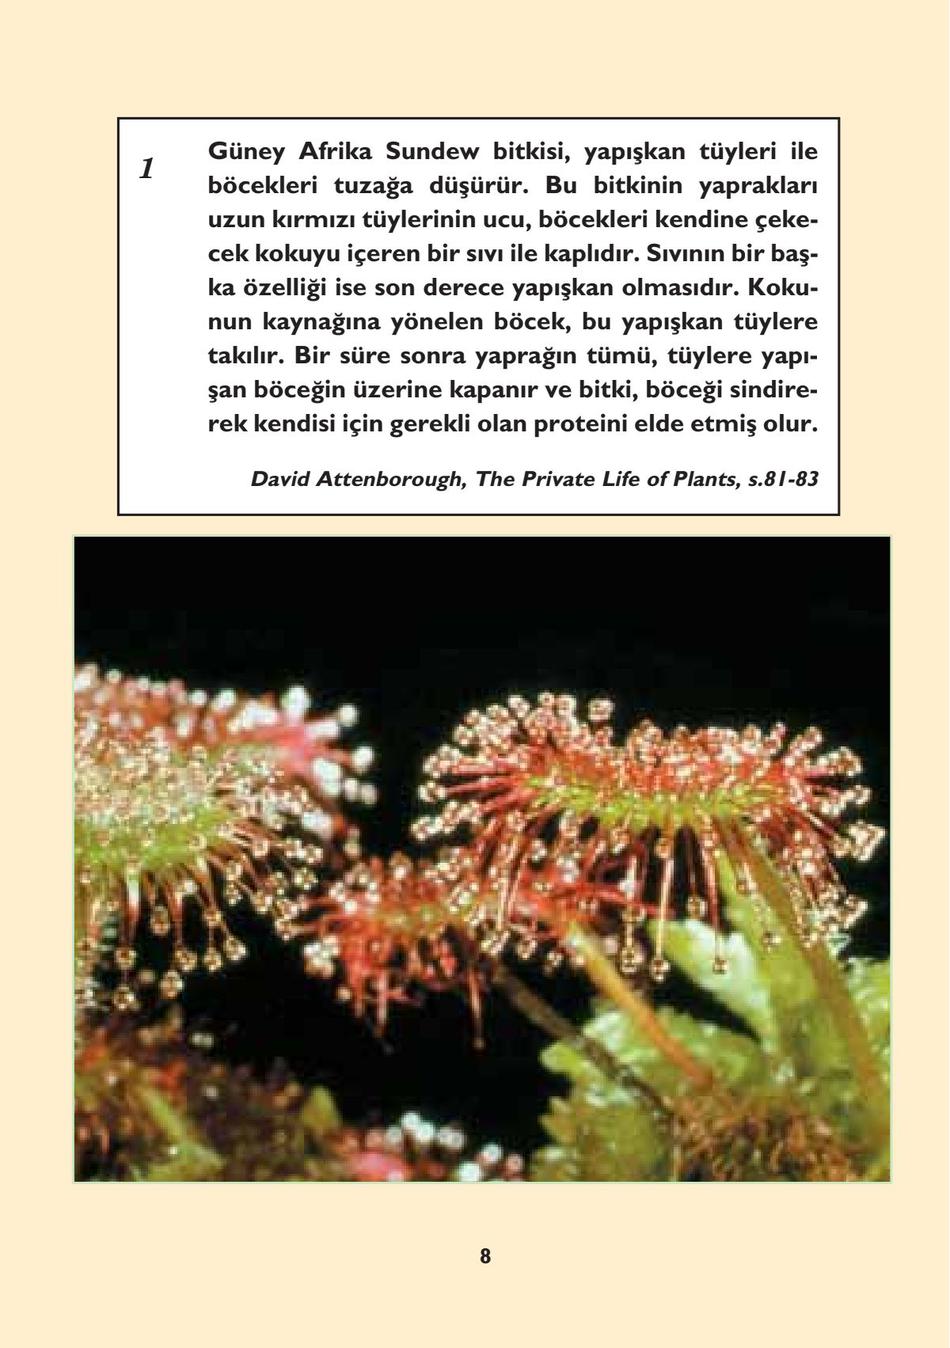 1
Güney Afrika Sundew bitkisi, yapışkan tüyleri ile
böcekleri tuzağa düşürür. Bu bitkinin yaprakları
uzun kırmızı tüylerinin ucu, böcekleri kendine çeke-
cek kokuyu içeren bir sıvı ile kaplıdır. Sıvının bir baş-
ka özelliği ise son derece yapışkan olmasıdır. Koku-
nun kaynağına yönelen böcek, bu yapışkan tüylere
takılır. Bir süre sonra yaprağın tümü, tüylere yapı-
şan böceğin üzerine kapanır ve bitki, böceği sindire-
rek kendisi için gerekli olan proteini elde etmiş olur.
David Attenborough, The Private Life of Plants, s.81-83
8